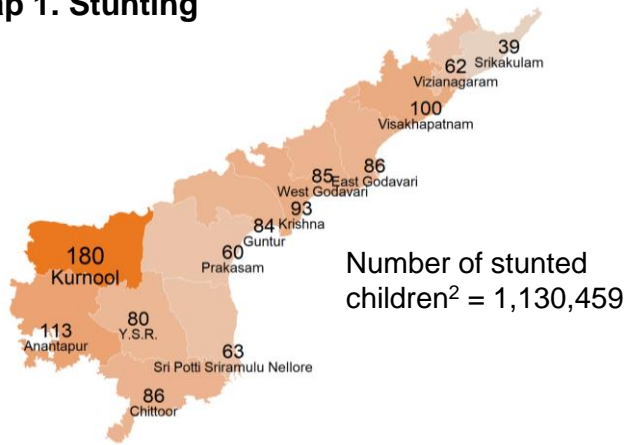 ap 1. Stunting
39
Srikakulam
62
Vizianagaram
100
Visakhapatnam
86
East Godavari
85
West Godavari
93
Krishna
84
Guntur
60
Prakasam
180
Kurnool
Number of stunted
children² = 1,130,459
113
Anantapur
80
Y.S.R.
63
Sri Potti Sriramulu Nellore
86
Chittoor